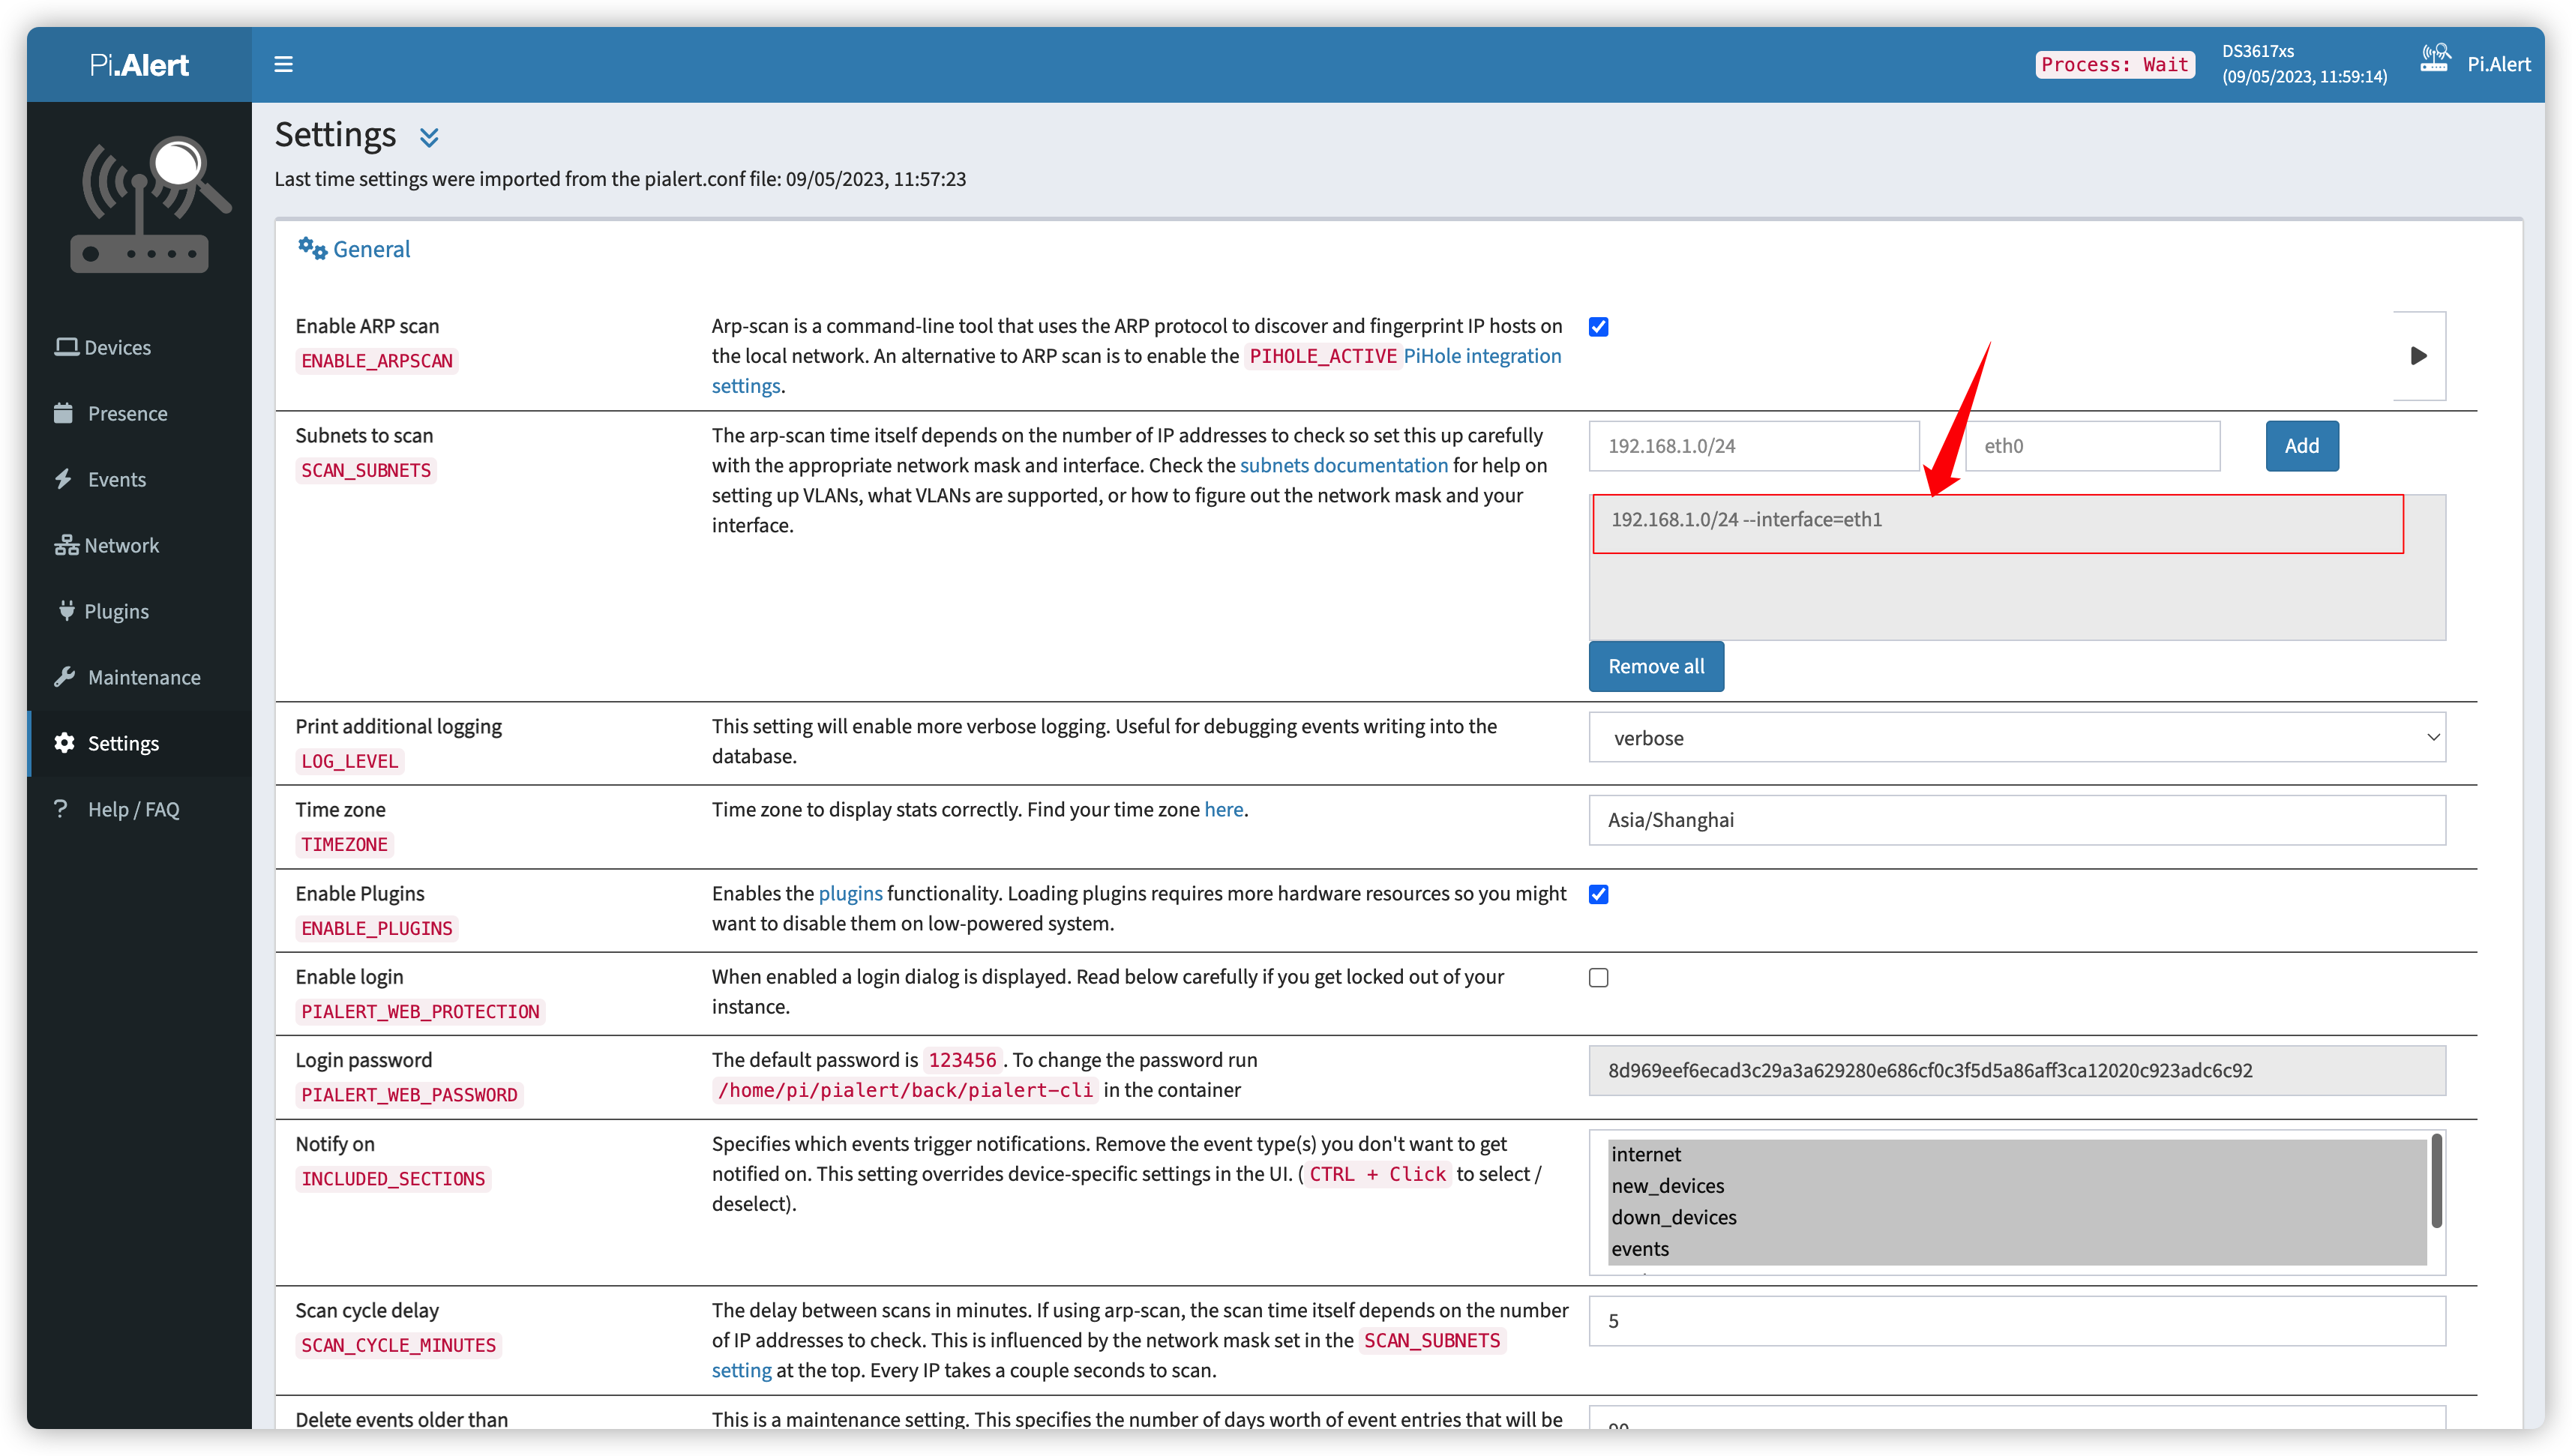 Pi.Alert
Process: Wait
DS3617xs
(09/05/2023, 11:59:14)
Pi.Alert
Devices
Presence
Events
Network
Plugins
Maintenance
Settings
Help / FAQ
Settings
Last time settings were imported from the pialert.conf file: 09/05/2023, 11:57:23
General
Enable ARP scan
ENABLE_ARPSCAN
Arp-scan is a command-line tool that uses the ARP protocol to discover and fingerprint IP hosts on
the local network. An alternative to ARP scan is to enable the PIHOLE_ACTIVE PiHole integration
settings.
Subnets to scan
SCAN_SUBNETS
The arp-scan time itself depends on the number of IP addresses to check so set this up carefully
with the appropriate network mask and interface. Check the subnets documentation for help on
setting up VLANs, what VLANs are supported, or how to figure out the network mask and your
interface.
192.168.1.0/24
eth0
Add
192.168.1.0/24 --interface=eth1
Remove all
Print additional logging
LOG_LEVEL
This setting will enable more verbose logging. Useful for debugging events writing into the
database.
verbose
Time zone
TIMEZONE
Time zone to display stats correctly. Find your time zone here.
Asia/Shanghai
Enable Plugins
ENABLE_PLUGINS
Enables the plugins functionality. Loading plugins requires more hardware resources so you might
want to disable them on low-powered system.
Enable login
PIALERT_WEB_PROTECTION
When enabled a login dialog is displayed. Read below carefully if you get locked out of your
instance.
Login password
PIALERT_WEB_PASSWORD
The default password is 123456. To change the password run
/home/pi/pialert/back/pialert-cli in the container
8d969eef6ecad3c29a3a629280e686cf0c3f5d5a86aff3ca12020c923adc6c92
Notify on
INCLUDED_SECTIONS
Specifies which events trigger notifications. Remove the event type(s) you don't want to get
notified on. This setting overrides device-specific settings in the UI. ( CTRL + Click to select /
deselect).
internet
new_devices
down_devices
events
Scan cycle delay
SCAN_CYCLE_MINUTES
The delay between scans in minutes. If using arp-scan, the scan time itself depends on the number
of IP addresses to check. This is influenced by the network mask set in the SCAN_SUBNETS
setting at the top. Every IP takes a couple seconds to scan.
5
Delete events older than
This is a maintenance setting. This specifies the number of days worth of event entries that will be